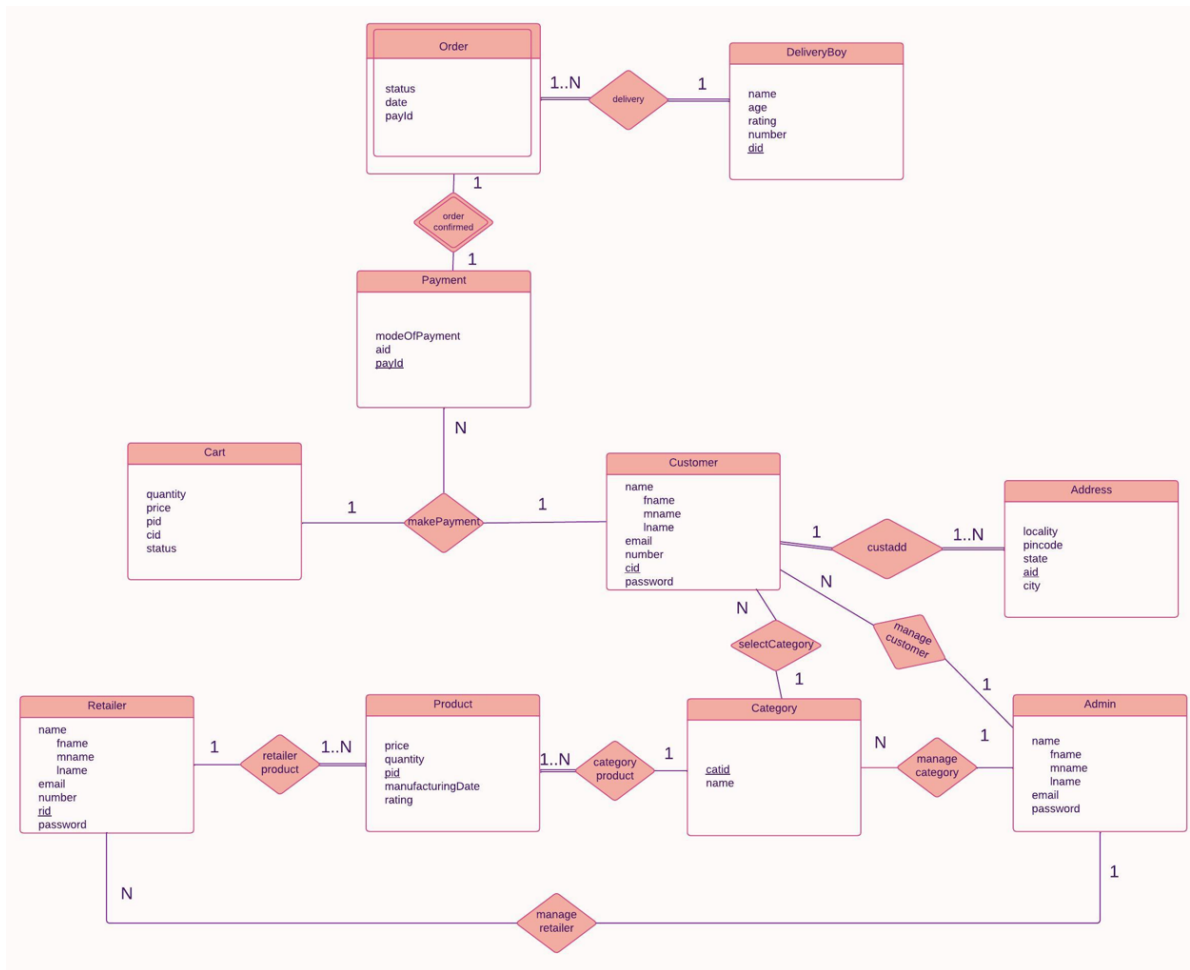 Order
status
date
payId
1..N
delivery
1
DeliveryBoy
name
age
rating
number
did
1
order
confirmed
1
Payment
modeOfPayment
aid
payId
N
Cart
quantity
price
pid
cid
status
1
makePayment
1
Customer
name
fname
mname
lname
email
number
cid
password
1
custadd
1..N
Address
locality
pincode
state
aid
city
N
manage
customer
1
N
selectCategory
1
Retailer
name
fname
mname
lname
email
number
rid
password
1
retailer
product
1..N
Product
price
quantity
pid
manufacturingDate
rating
1..N
category
product
1
Category
catid
name
N
manage
category
1
Admin
name
fname
mname
lname
email
password
N
manage
retailer
1